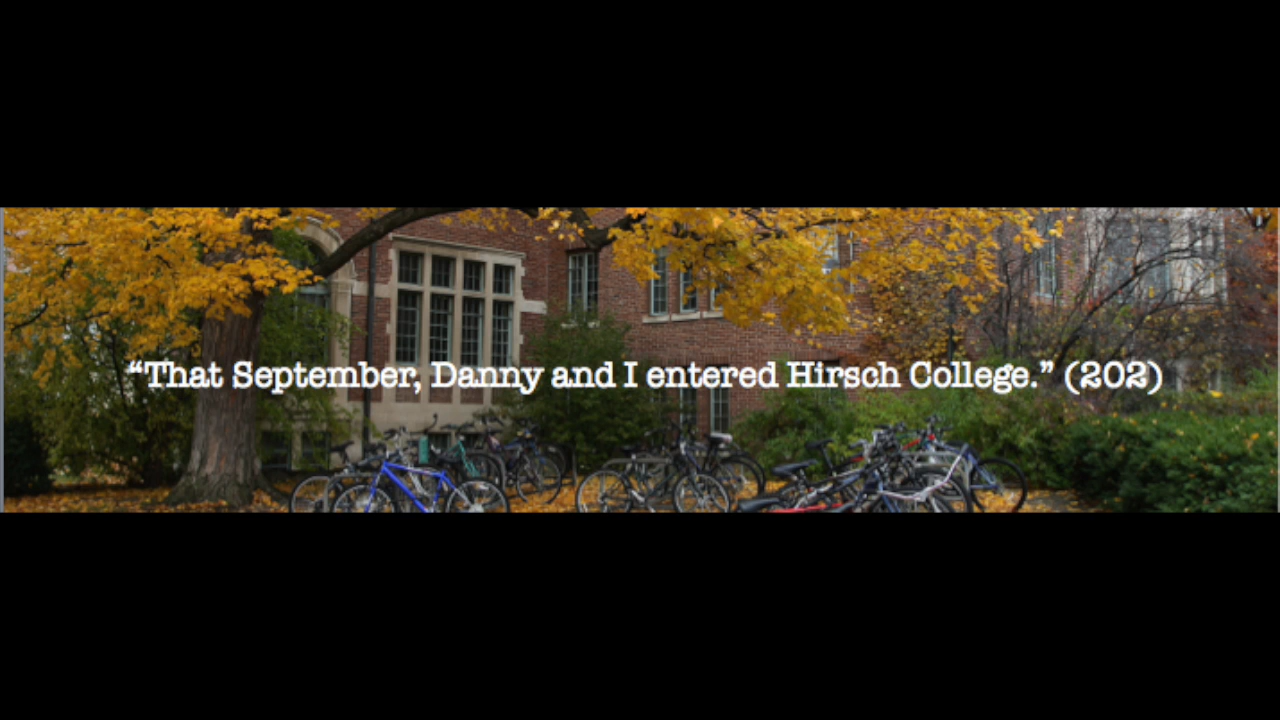 “That September, Danny and I entered Hirsch College.” (202)